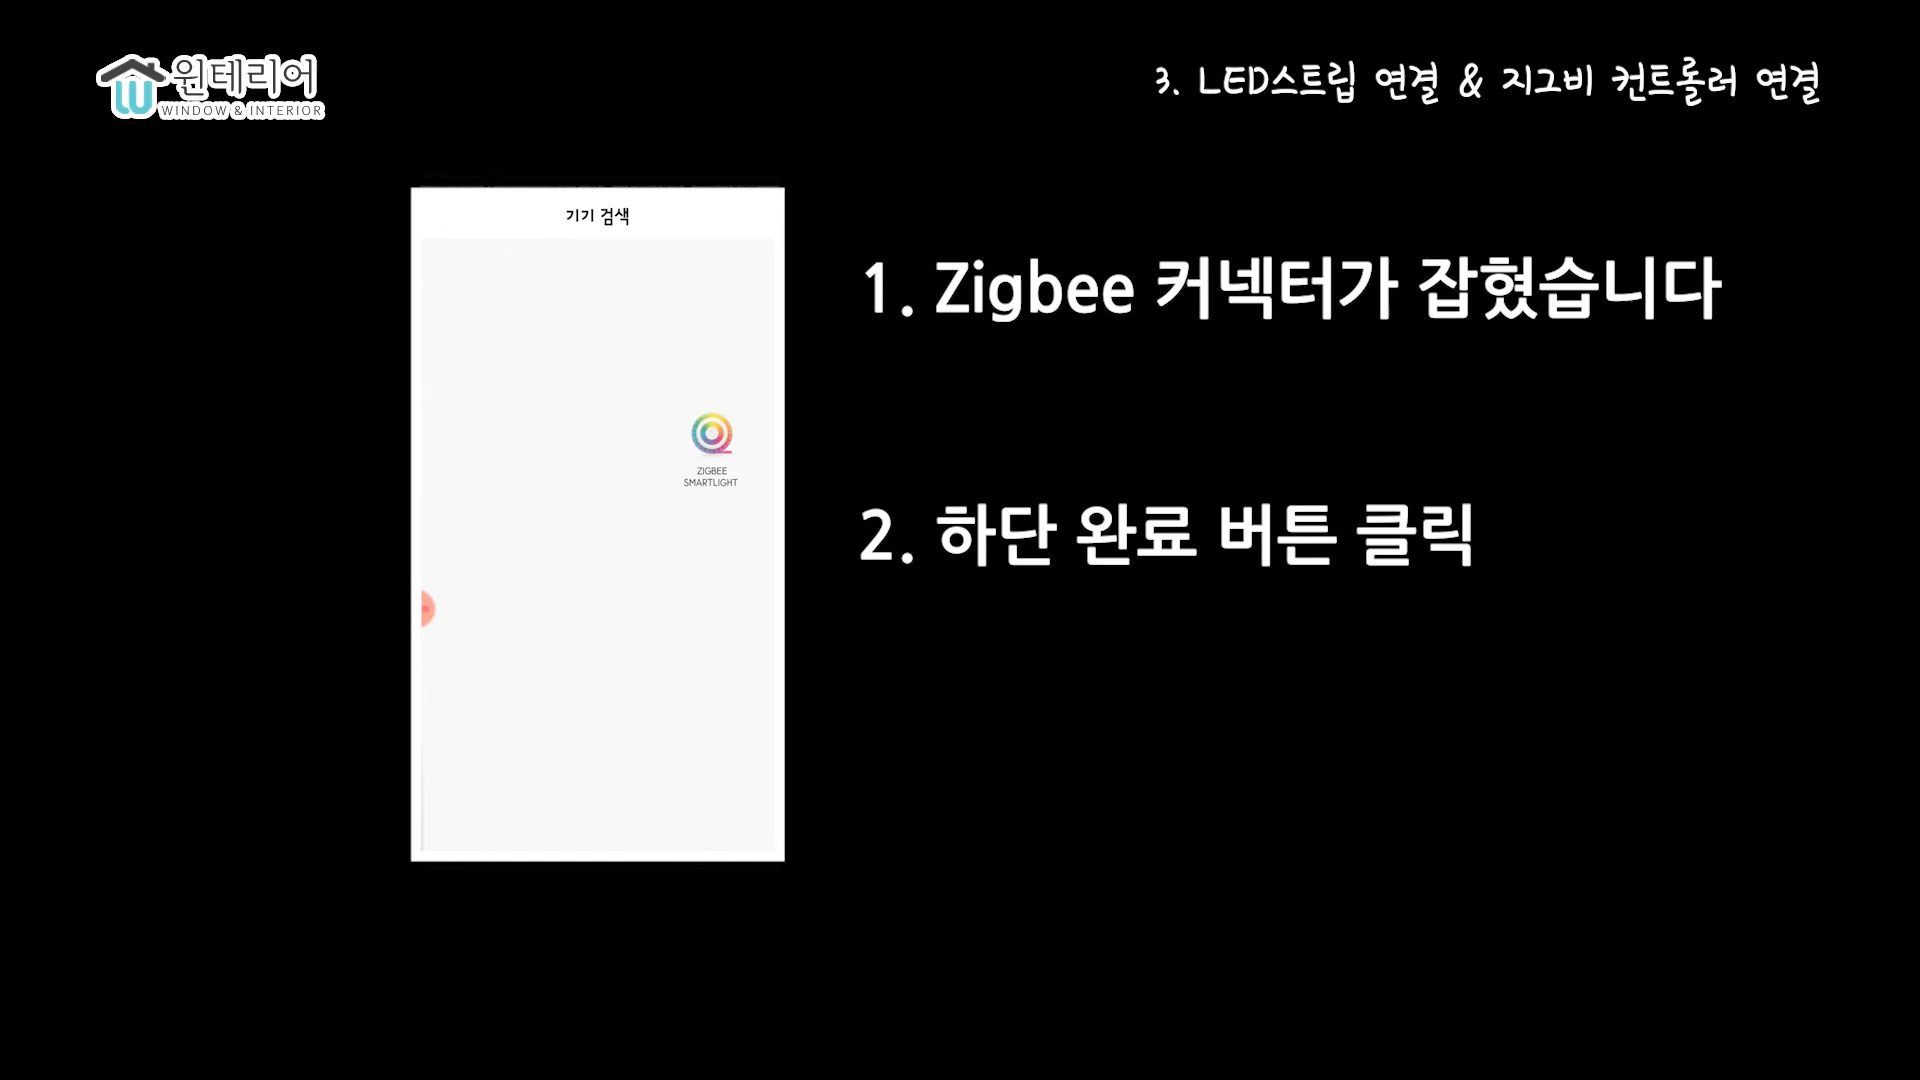 윈테리어
WINDOW & INTERIOR
3. LED스트립 연결 & 지그비 컨트롤러 연결
기기 검색
ZIGBEE
SMARTLIGHT
1. Zigbee 커넥터가 잡혔습니다
2. 하단 완료 버튼 클릭